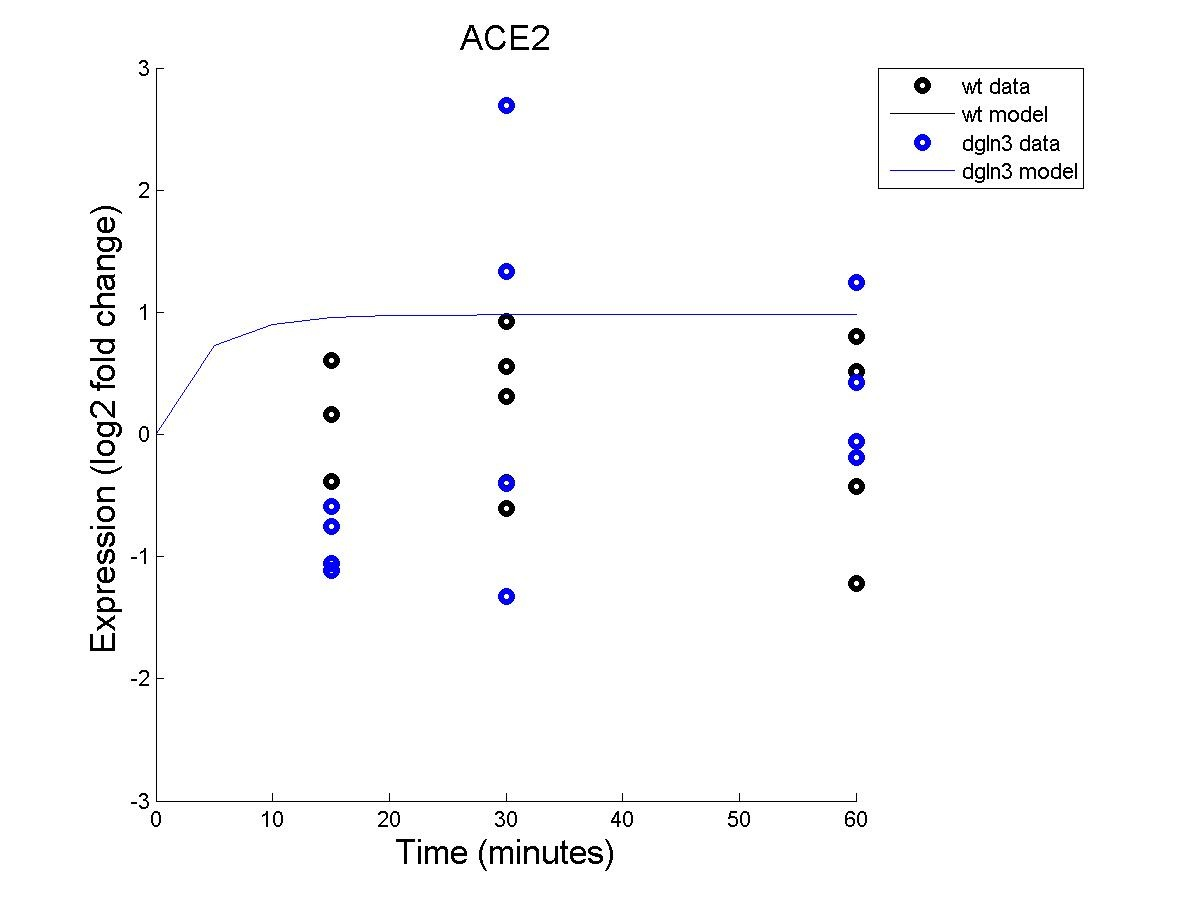 ACE2
3
2
1
0
-1
-2
-3
Expression (log2 fold change)
0 10 20 30 40 50 60
Time (minutes)
wt data
wt model
dgln3 data
dgln3 model